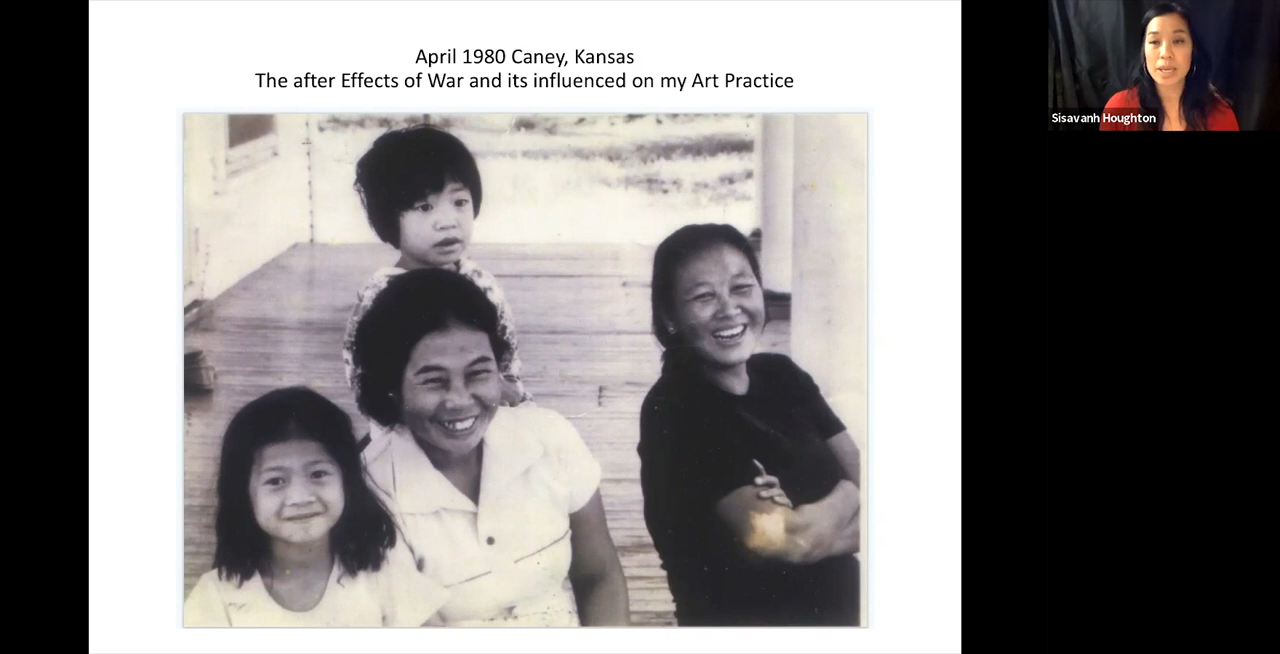 April 1980 Caney, Kansas
The after Effects of War and its influenced on my Art Practice
Sisavanh Houghton